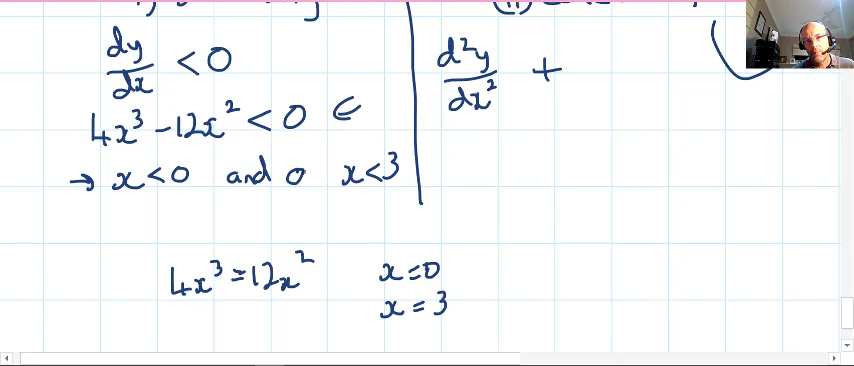 dy/dx < 0
4x³ − 12x² < 0 ∈
→ x < 0 and 0 x < 3
d²y/dx² +
4x³ = 12x²
x = 0
x = 3